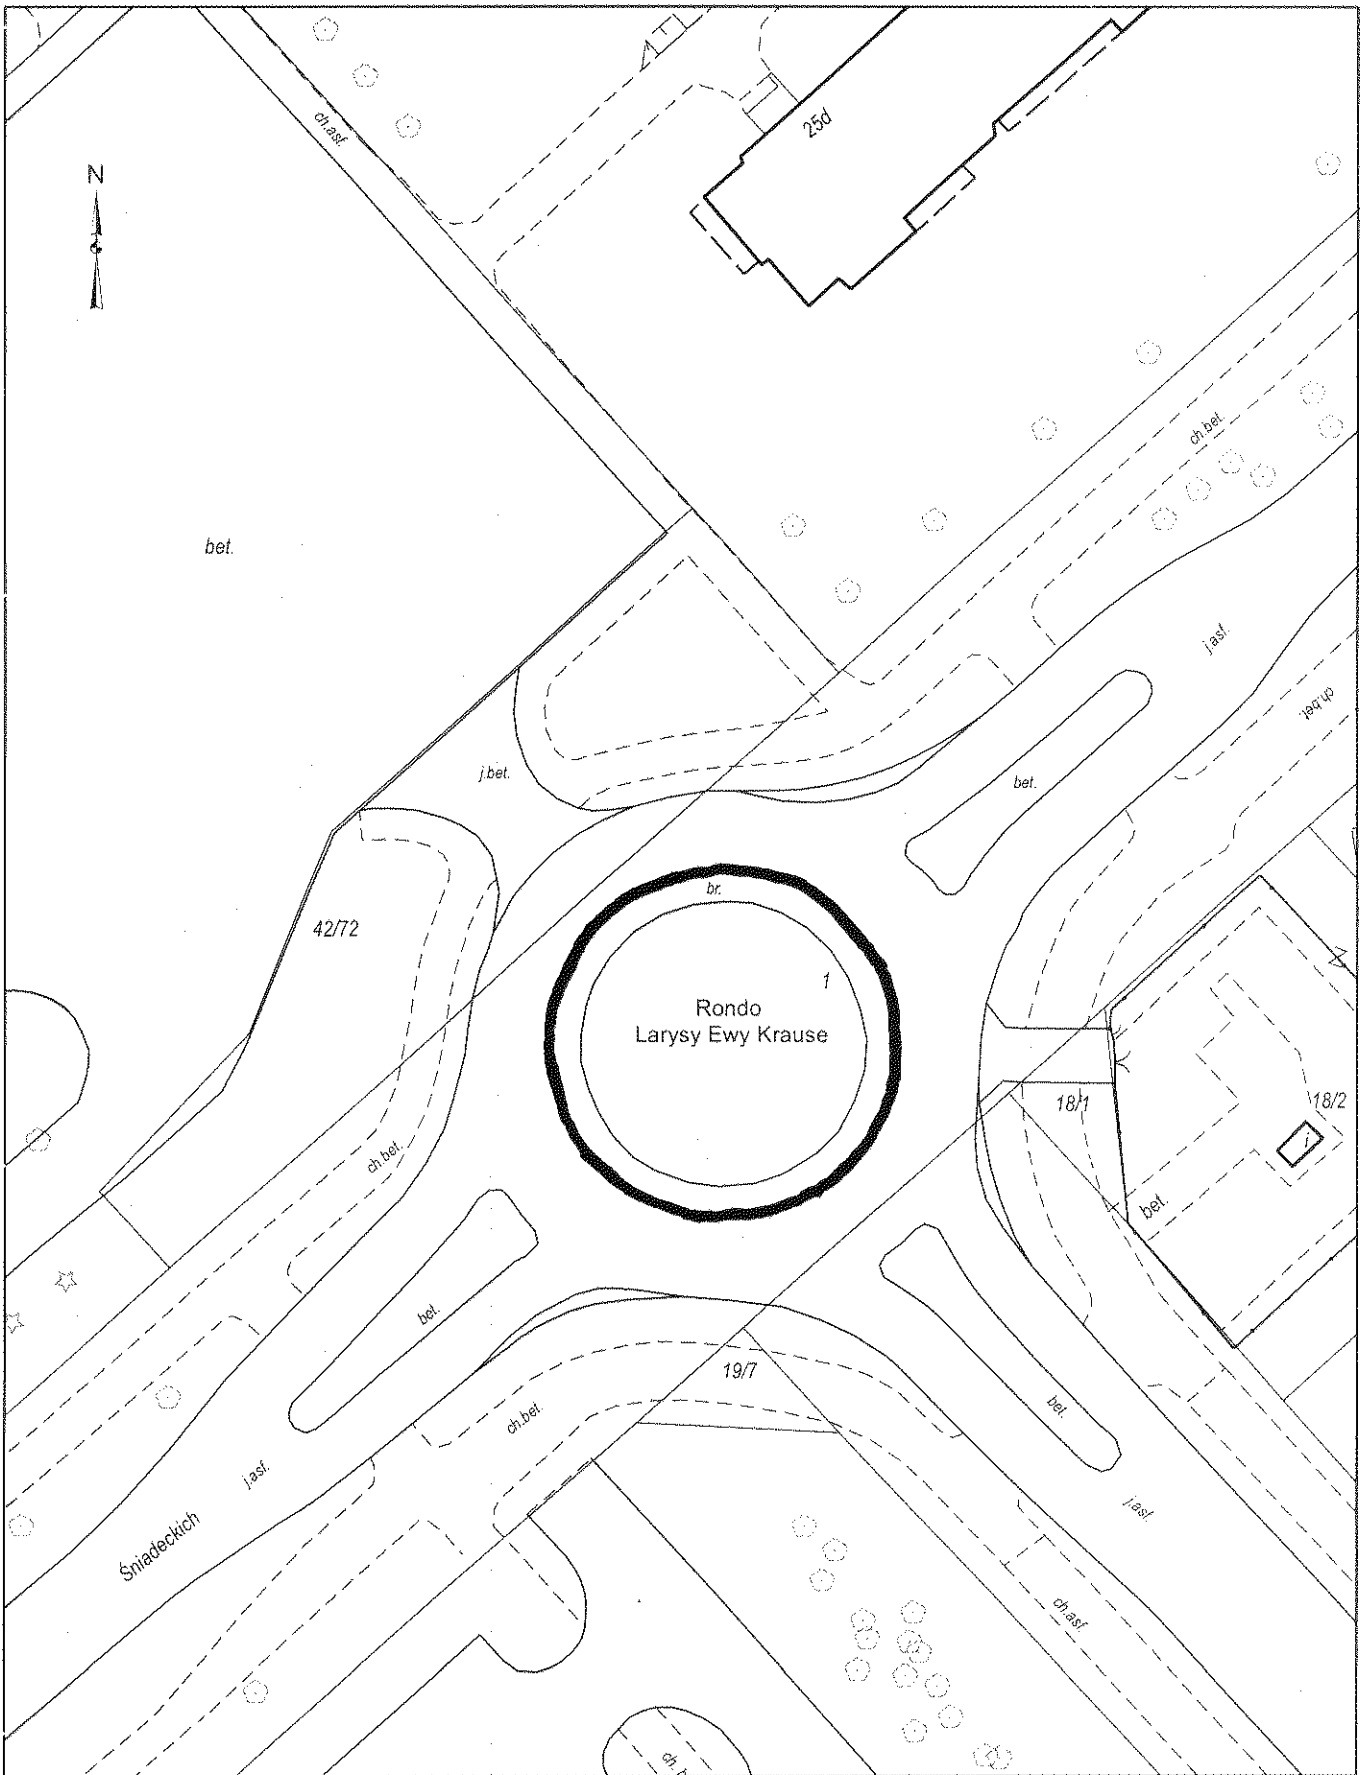 ch.asf.
25d
N
ch.bet.
bet.
j.asf.
ch.bet.
j.bet.
bet.
br.
42/72
1
Rondo
Larysy Ewy Krause
18/1
18/2
ch.bet.
bet.
bet.
19/7
bet.
ch.bet.
j.asf.
j.asf.
Śniadeckich
ch.asf.